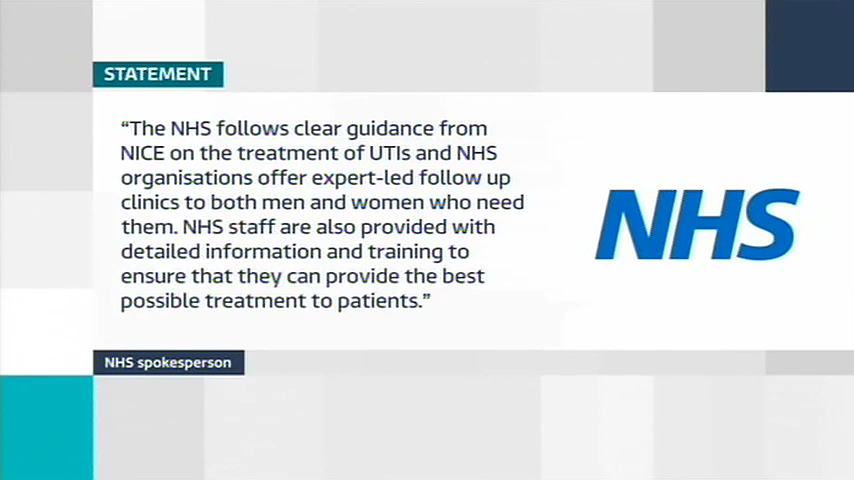 STATEMENT
“The NHS follows clear guidance from
NICE on the treatment of UTIs and NHS
organisations offer expert-led follow up
clinics to both men and women who need
them. NHS staff are also provided with
detailed information and training to
ensure that they can provide the best
possible treatment to patients.”
NHS
NHS spokesperson